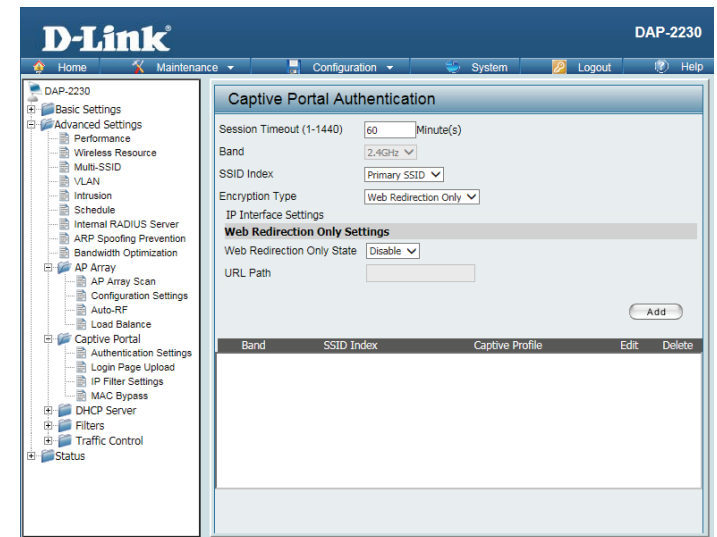 D-Link®
DAP-2230
Home Maintenance Configuration System Logout Help
DAP-2230
Basic Settings
Advanced Settings
Performance
Wireless Resource
Multi-SSID
VLAN
Intrusion
Schedule
Internal RADIUS Server
ARP Spoofing Prevention
Bandwidth Optimization
AP Array
AP Array Scan
Configuration Settings
Auto-RF
Load Balance
Captive Portal
Authentication Settings
Login Page Upload
IP Filter Settings
MAC Bypass
DHCP Server
Filters
Traffic Control
Status
Captive Portal Authentication
Session Timeout (1-1440) 60 Minute(s)
Band 2.4GHz
SSID Index Primary SSID
Encryption Type Web Redirection Only
IP Interface Settings
Web Redirection Only Settings
Web Redirection Only State Disable
URL Path
Add
Band SSID Index Captive Profile Edit Delete